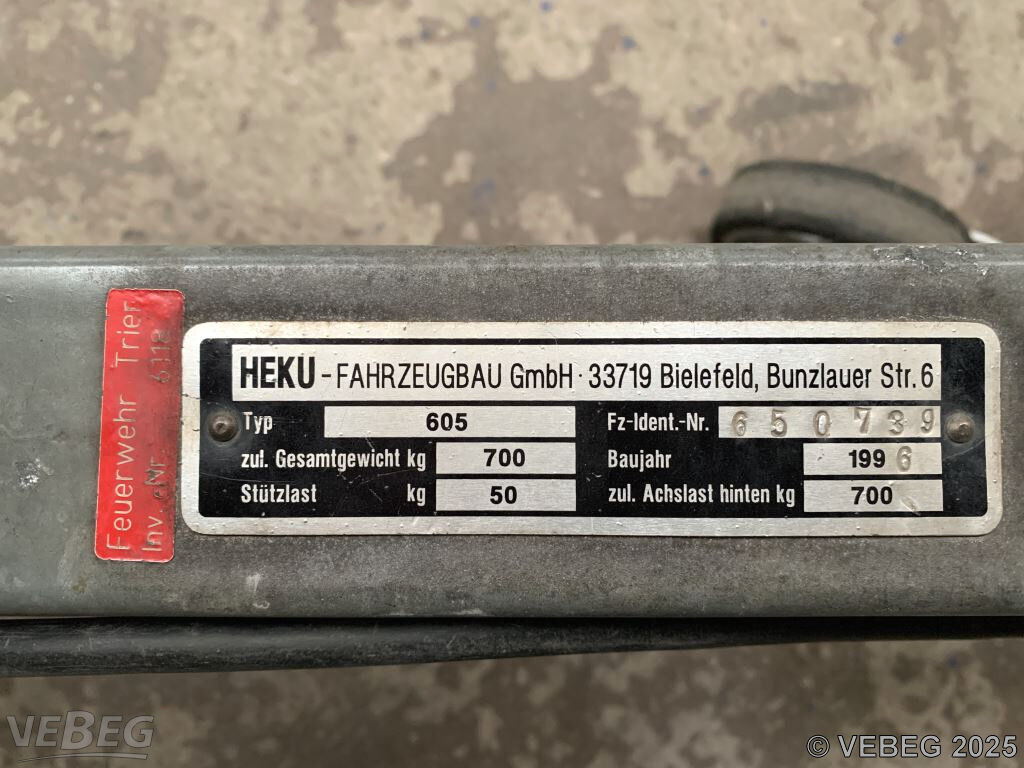 Feuerwehr Trier
Inv.-Nr. 6118
HEKU - FAHRZEUGBAU GmbH · 33719 Bielefeld, Bunzlauer Str. 6
Typ 605 Fz-Ident.-Nr. 650739
zul. Gesamtgewicht kg 700 Baujahr 1996
Stützlast kg 50 zul. Achslast hinten kg 700
VEBEG
© VEBEG 2025